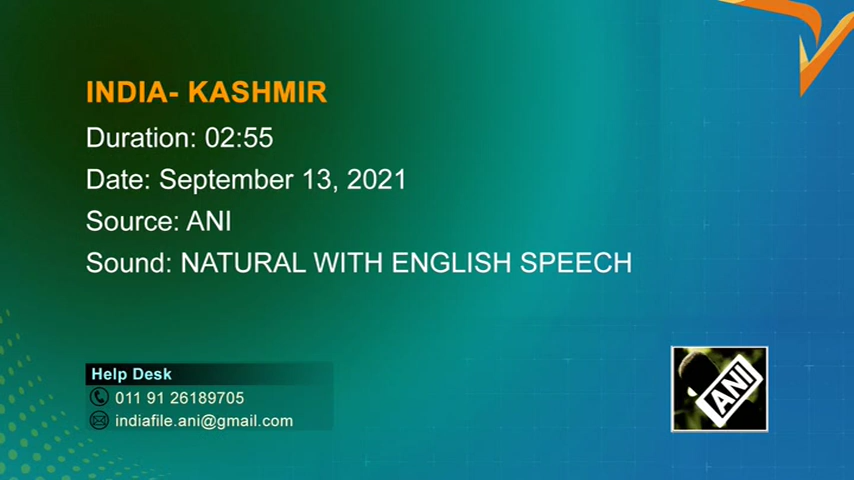 INDIA- KASHMIR
Duration: 02:55
Date: September 13, 2021
Source: ANI
Sound: NATURAL WITH ENGLISH SPEECH
Help Desk
011 91 26189705
indiafile.ani@gmail.com
ANI